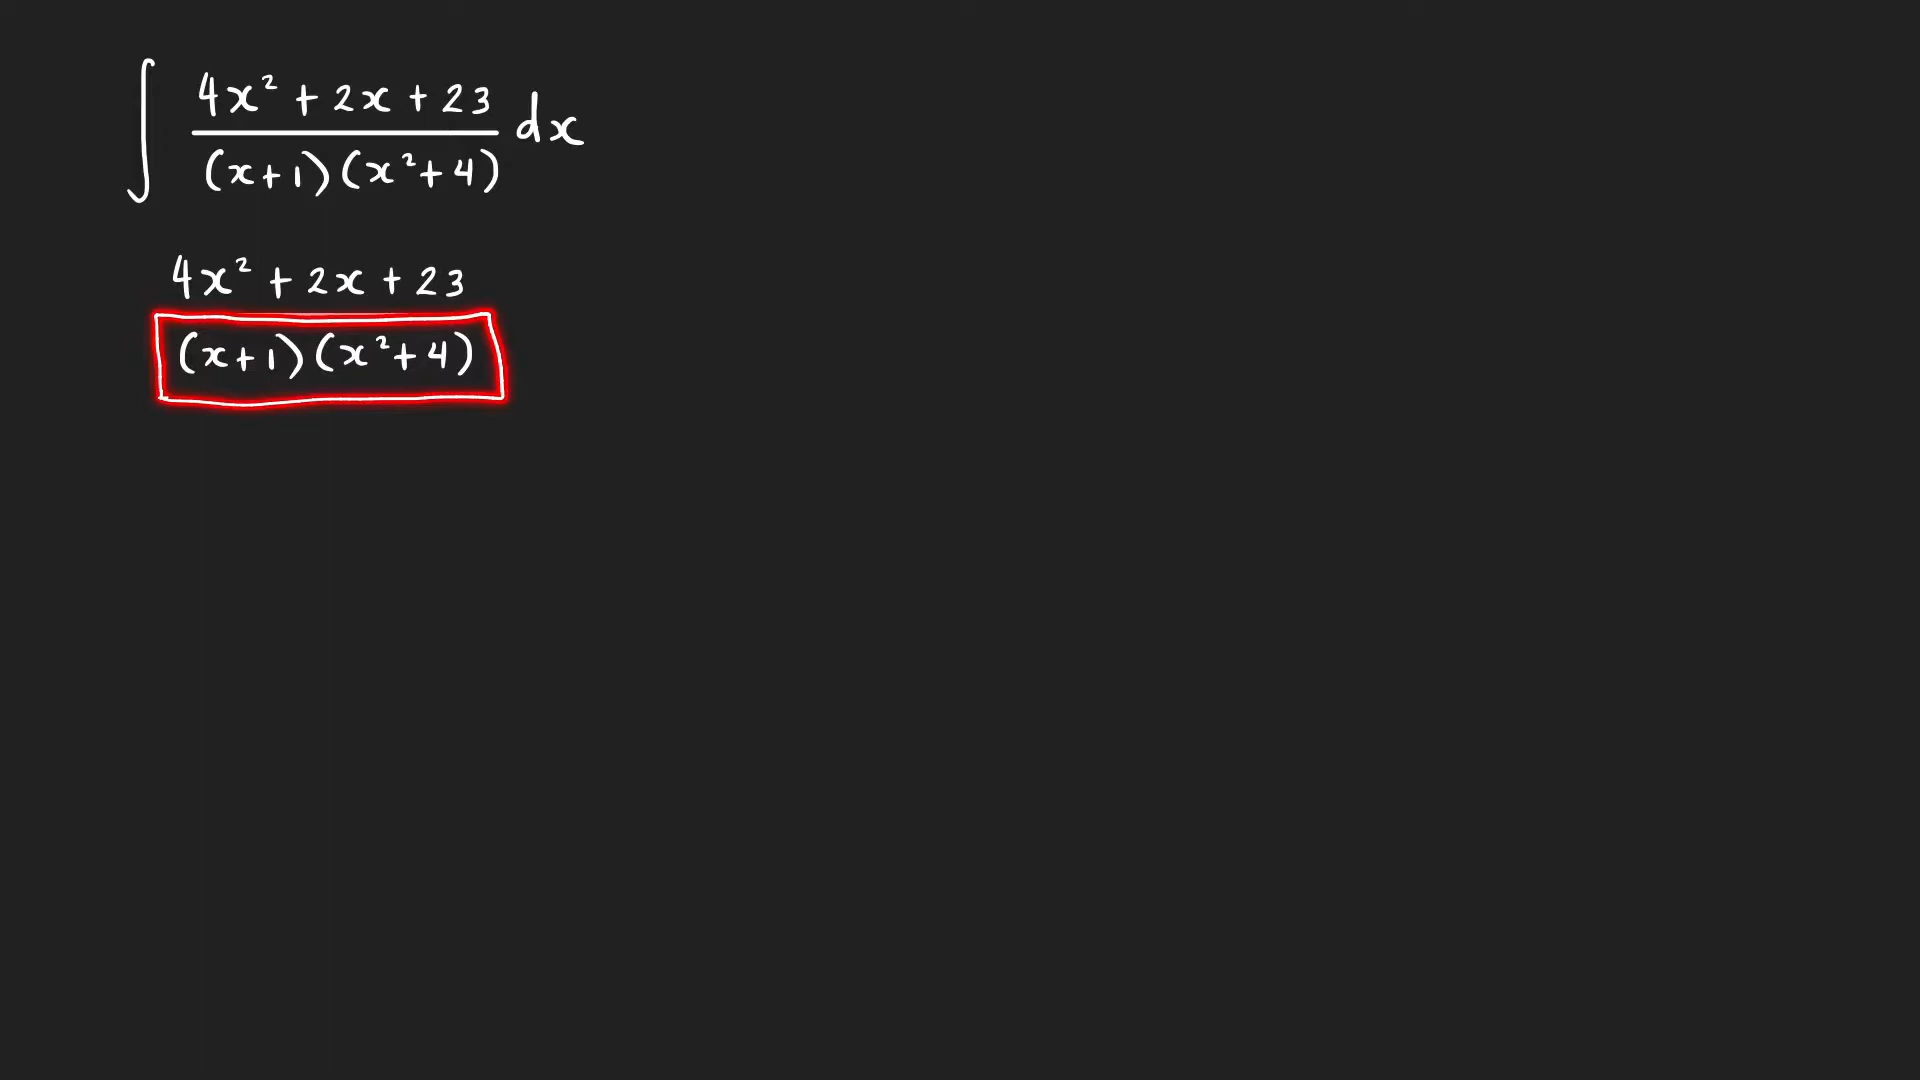 ∫ 4x² + 2x + 23 dx
(x+1)(x²+4)
4x² + 2x + 23
(x+1)(x²+4)